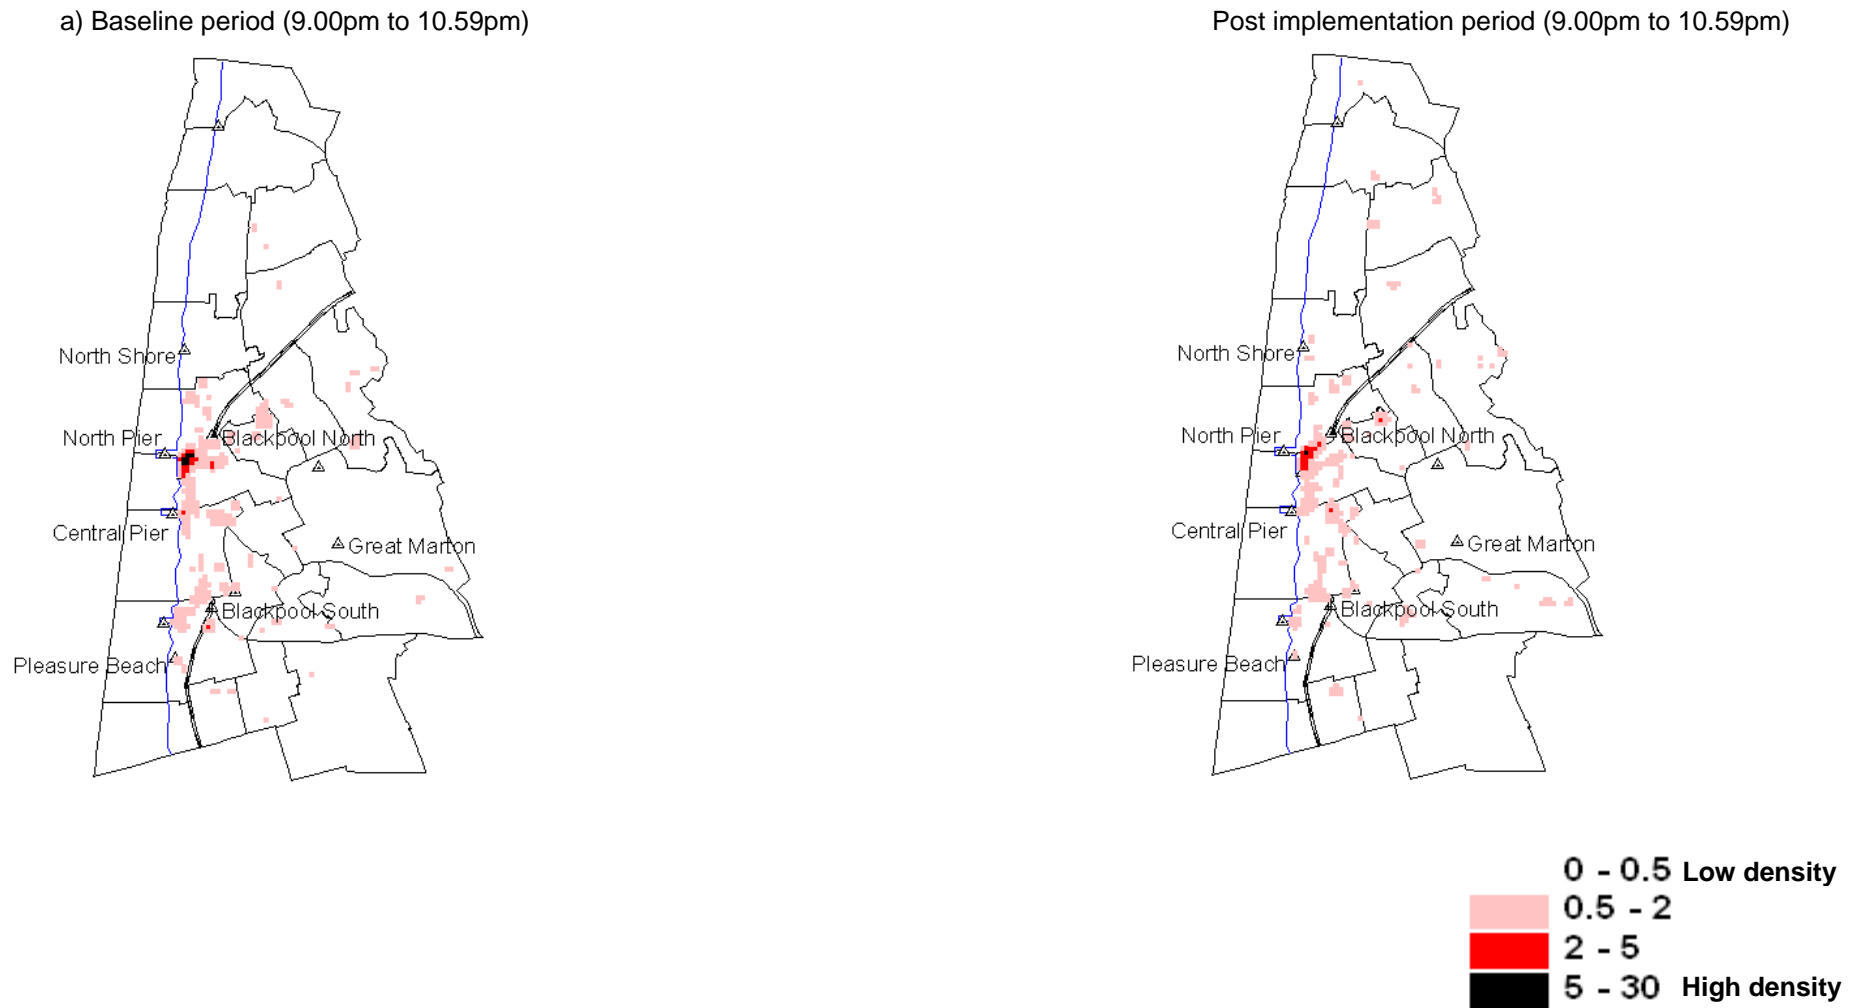 a) Baseline period (9.00pm to 10.59pm)
Post implementation period (9.00pm to 10.59pm)
North Shore
North Pier
Blackpool North
Central Pier
Great Marton
Blackpool South
Pleasure Beach
North Shore
North Pier
Blackpool North
Central Pier
Great Marton
Blackpool South
Pleasure Beach
0 - 0.5 Low density
0.5 - 2
2 - 5
5 - 30 High density